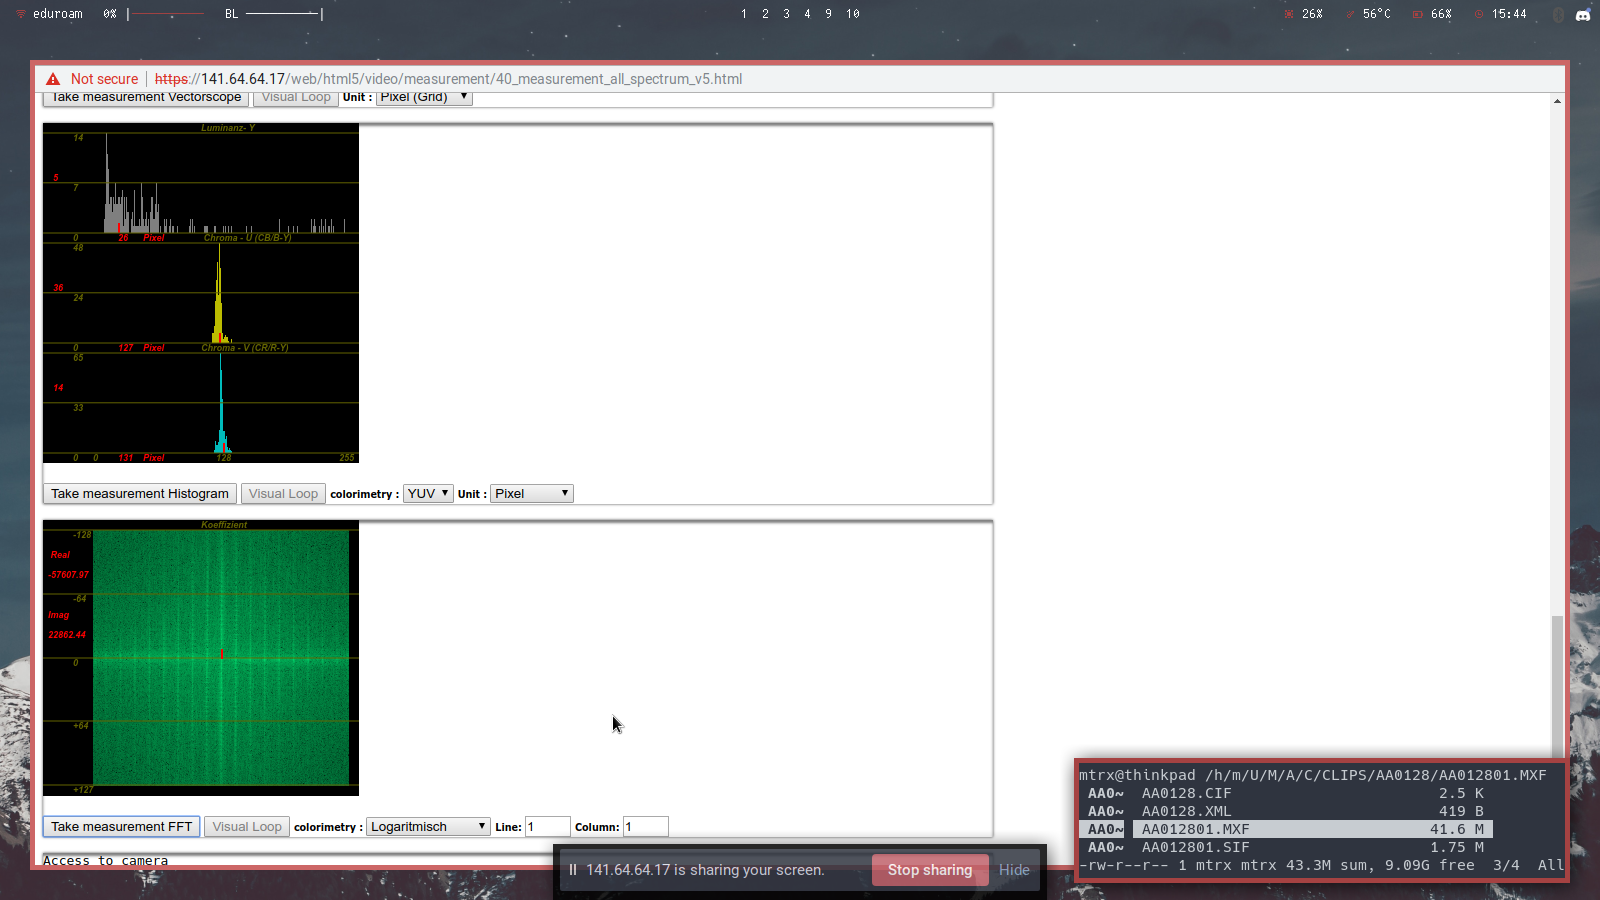 eduroam 0% BL 1 2 3 4 9 10 26% 56°C 66% 15:44
Not secure https://141.64.64.17/web/html5/video/measurement/40_measurement_all_spectrum_v5.html
Take measurement Vectorscope Visual Loop Unit : Pixel (Grid)
Luminanz- Y
14
5
7
0 26 Pixel Chroma - U (CB/B-Y)
48
36
24
0 127 Pixel Chroma - V (CR/R-Y)
65
14
33
0 0 131 Pixel 128 255
Take measurement Histogram Visual Loop colorimetry : YUV Unit : Pixel
Koeffizient
-128
Real
-57607.97
-64
Imag
22862.44
0
+64
+127
Take measurement FFT Visual Loop colorimetry : Logaritmisch Line: 1 Column: 1
Access to camera
141.64.64.17 is sharing your screen. Stop sharing Hide
mtrx@thinkpad /h/m/U/M/A/C/CLIPS/AA0128/AA012801.MXF
AA0~ AA0128.CIF 2.5 K
AA0~ AA0128.XML 419 B
AA0~ AA012801.MXF 41.6 M
AA0~ AA012801.SIF 1.75 M
-rw-r--r-- 1 mtrx mtrx 43.3M sum, 9.09G free 3/4 All